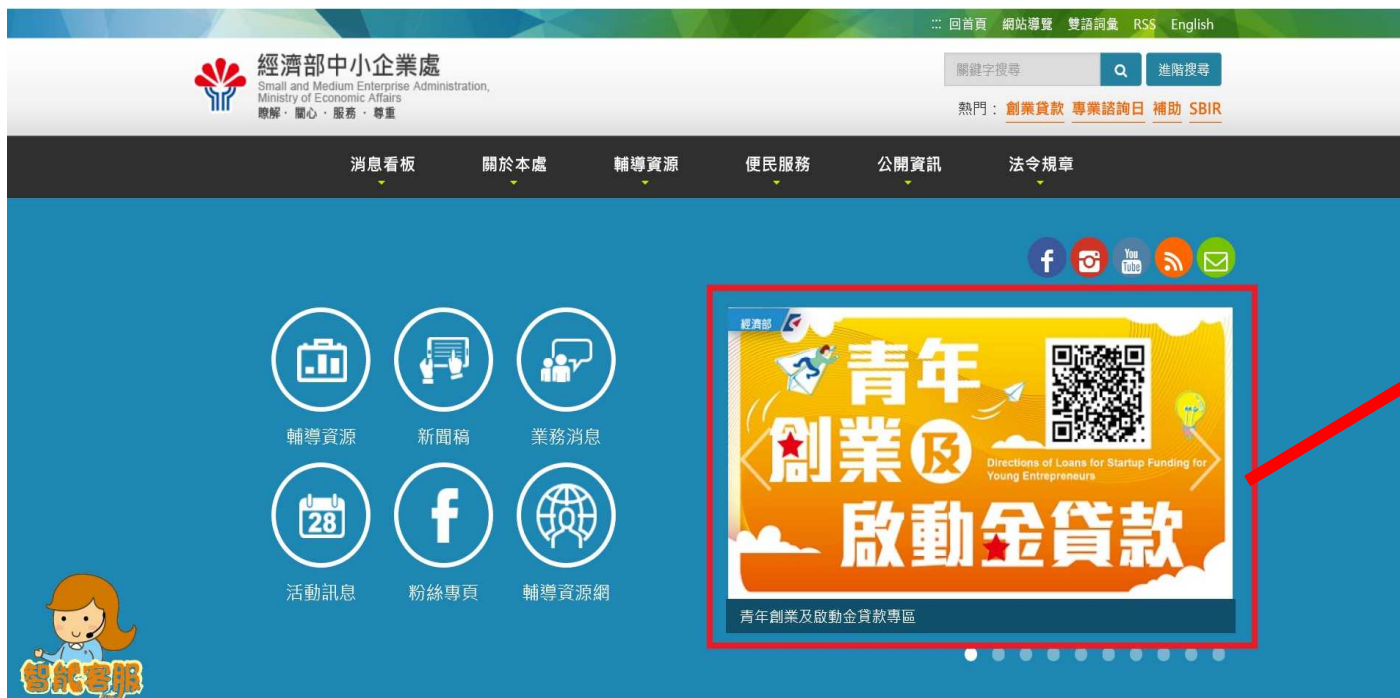 ::: 回首頁 網站導覽 雙語詞彙 RSS English
經濟部中小企業處
Small and Medium Enterprise Administration,
Ministry of Economic Affairs
瞭解・關心・服務・尊重
關鍵字搜尋 進階搜尋
熱門： 創業貸款 專業諮詢日 補助 SBIR
消息看板 關於本處 輔導資源 便民服務 公開資訊 法令規章
f You Tube
輔導資源 新聞稿 業務消息
28 f
活動訊息 粉絲專頁 輔導資源網
經濟部
青年
創業及
Directions of Loans for Startup Funding for
Young Entrepreneurs
啟動金貸款
青年創業及啟動金貸款專區
智能客服